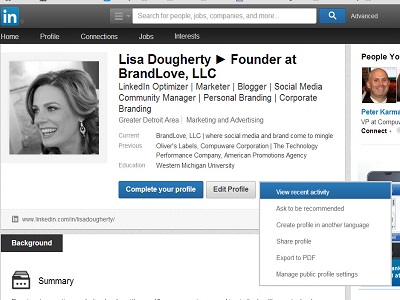 in
Search for people, jobs, companies, and more...
Advanced
Home
Profile
Connections
Jobs
Interests
Lisa Dougherty ► Founder at
BrandLove, LLC
LinkedIn Optimizer | Marketer | Blogger | Social Media
Community Manager | Personal Branding | Corporate
Branding
Greater Detroit Area | Marketing and Advertising
Current BrandLove, LLC | where social media and brand come to mingle
Previous Oliver's Labels, Compuware Corporation | The Technology
Performance Company, American Promotions Agency
Education Western Michigan University
Complete your profile
Edit Profile
View recent activity
Ask to be recommended
Create profile in another language
Share profile
Export to PDF
Manage public profile settings
www.linkedin.com/in/lisadougherty/
Background
Summary
People You
Peter Karma
VP at Compuw
Connect